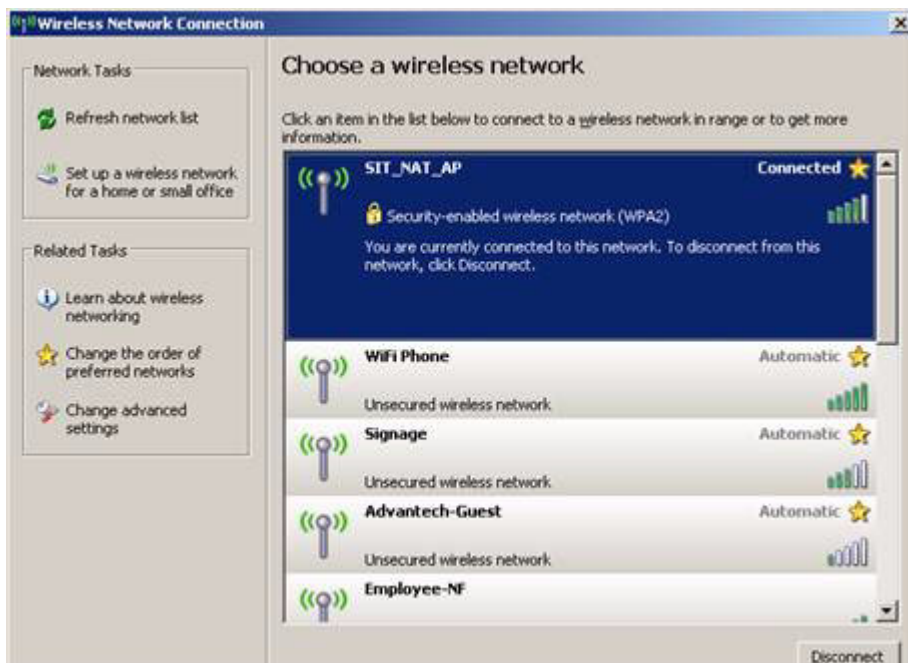 Wireless Network Connection
Network Tasks
Refresh network list
Set up a wireless network
for a home or small office
Related Tasks
Learn about wireless
networking
Change the order of
preferred networks
Change advanced
settings
Choose a wireless network
Click an item in the list below to connect to a wireless network in range or to get more
information.
SIT_NAT_AP Connected
Security-enabled wireless network (WPA2)
You are currently connected to this network. To disconnect from this
network, click Disconnect.
WiFi Phone Automatic
Unsecured wireless network
Signage Automatic
Unsecured wireless network
Advantech-Guest Automatic
Unsecured wireless network
Employee-NF
Disconnect